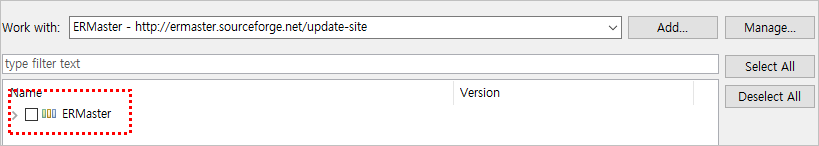 Work with: ERMaster - http://ermaster.sourceforge.net/update-site Add... Manage...
type filter text Select All
Name Version Deselect All
ERMaster